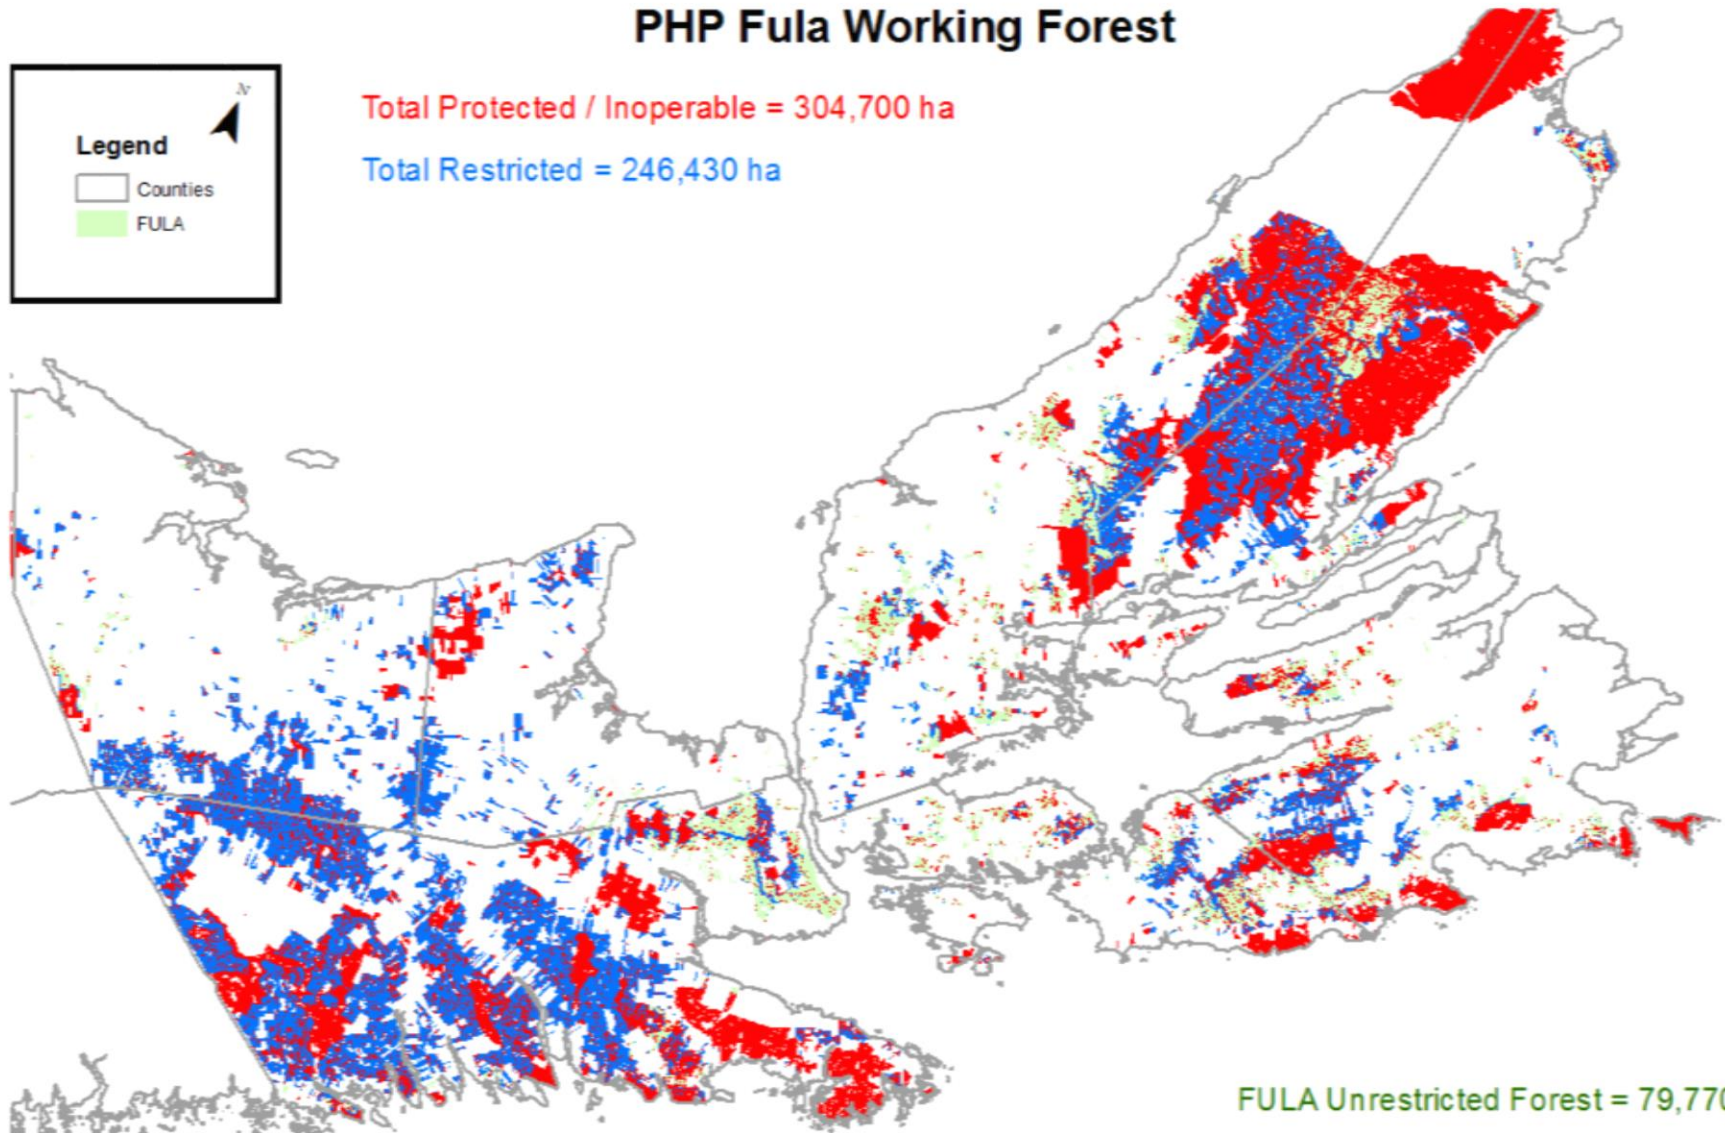 PHP Fula Working Forest
N
Legend
Counties
FULA
Total Protected / Inoperable = 304,700 ha
Total Restricted = 246,430 ha
FULA Unrestricted Forest = 79,770